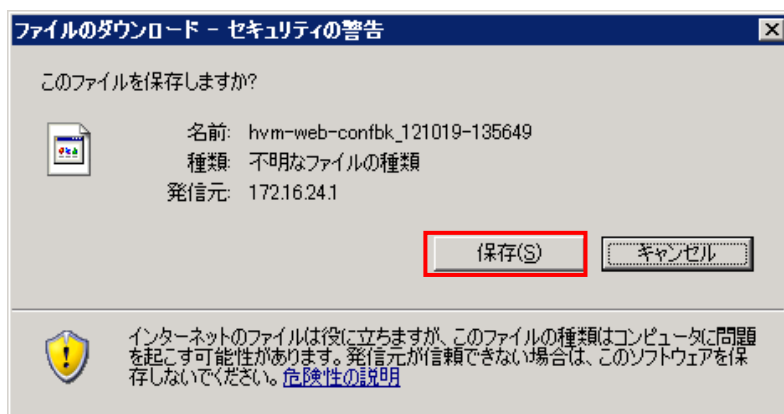 ファイルのダウンロード - セキュリティの警告
このファイルを保存しますか?
名前: hvm-web-confbk_121019-135649
種類: 不明なファイルの種類
発信元: 172.16.24.1
保存(S) キャンセル
インターネットのファイルは役に立ちますが、このファイルの種類はコンピュータに問題
を起こす可能性があります。発信元が信頼できない場合は、このソフトウェアを保
存しないでください。危険性の説明